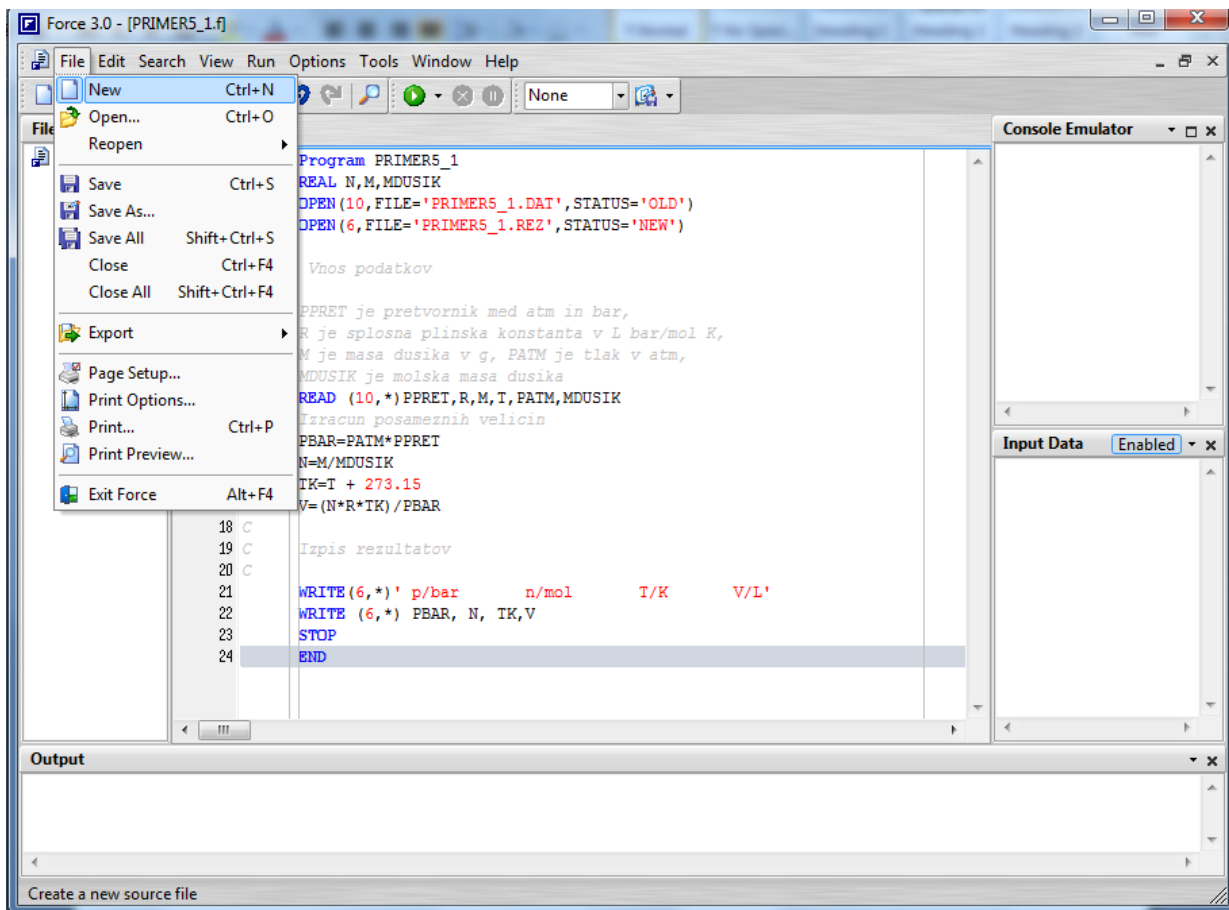 Force 3.0 - [PRIMER5_1.f]
File Edit Search View Run Options Tools Window Help
New Ctrl+N
Open... Ctrl+O
Reopen
Save Ctrl+S
Save As...
Save All Shift+Ctrl+S
Close Ctrl+F4
Close All Shift+Ctrl+F4
Export
Page Setup...
Print Options...
Print... Ctrl+P
Print Preview...
Exit Force Alt+F4
None
File
Program PRIMER5_1
REAL N,M,MDUSIK
OPEN(10,FILE='PRIMER5_1.DAT',STATUS='OLD')
OPEN(6,FILE='PRIMER5_1.REZ',STATUS='NEW')
Vnos podatkov
PPRET je pretvornik med atm in bar,
R je splosna plinska konstanta v L bar/mol K,
M je masa dusika v g, PATM je tlak v atm,
MDUSIK je molska masa dusika
READ (10,*)PPRET,R,M,T,PATM,MDUSIK
Izracun posameznih velicin
PBAR=PATM*PPRET
N=M/MDUSIK
TK=T + 273.15
V=(N*R*TK)/PBAR
18 C
19 C Izpis rezultatov
20 C
21 WRITE(6,*)' p/bar n/mol T/K V/L'
22 WRITE (6,*) PBAR, N, TK,V
23 STOP
24 END
Console Emulator
Input Data Enabled
Output
Create a new source file